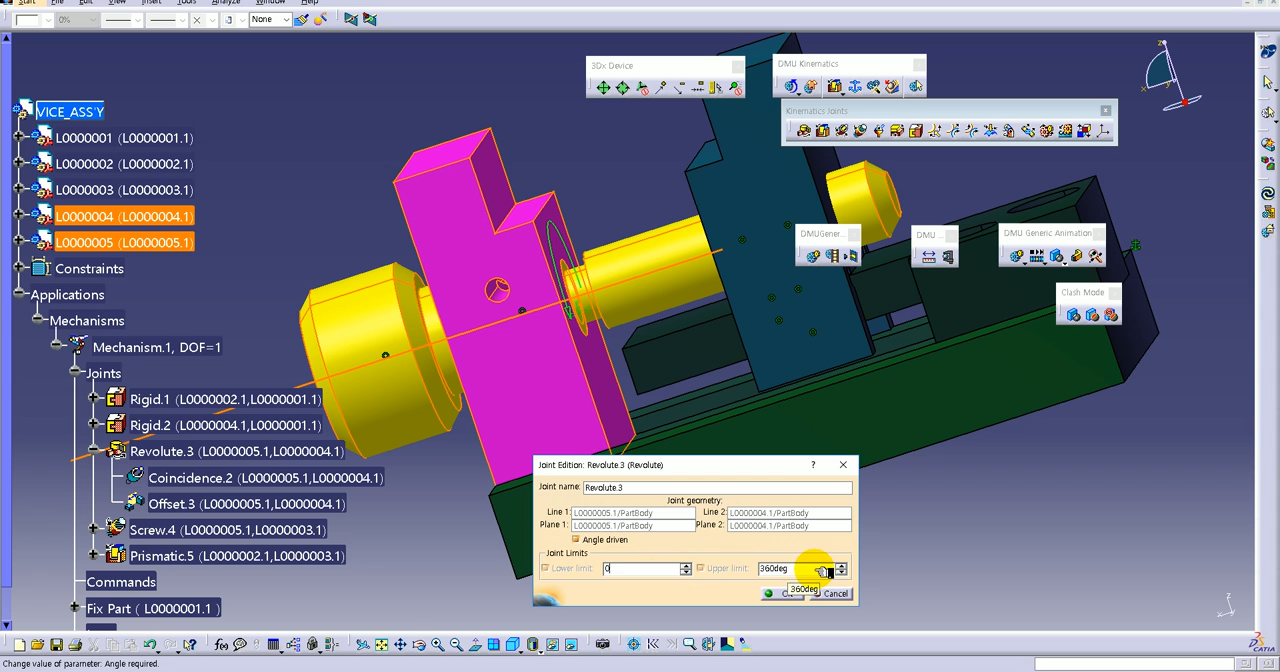 Start File Edit View Insert Tools Analyze Window Help
0%
None
3Dx Device
DMU Kinematics
Kinematics Joints
VICE_ASS'Y
L0000001 (L0000001.1)
L0000002 (L0000002.1)
L0000003 (L0000003.1)
L0000004 (L0000004.1)
L0000005 (L0000005.1)
DMUGener...
DMU ...
DMU Generic Animation
Constraints
Clash Mode
Applications
Mechanisms
Mechanism.1, DOF=1
Joints
Rigid.1 (L0000002.1,L0000001.1)
Rigid.2 (L0000004.1,L0000001.1)
Revolute.3 (L0000005.1,L0000004.1)
Coincidence.2 (L0000005.1,L0000004.1)
Offset.3 (L0000005.1,L0000004.1)
Screw.4 (L0000005.1,L0000003.1)
Prismatic.5 (L0000002.1,L0000003.1)
Commands
Fix Part ( L0000001.1 )
Joint Edition: Revolute.3 (Revolute)
Joint name: Revolute.3
Joint geometry:
Line 1: L0000005.1/PartBody Line 2: L0000004.1/PartBody
Plane 1: L0000005.1/PartBody Plane 2: L0000004.1/PartBody
Angle driven
Joint Limits
Lower limit: 0 Upper limit: 360deg
360deg
Cancel
z
x
y
CATIA
Change value of parameter: Angle required.